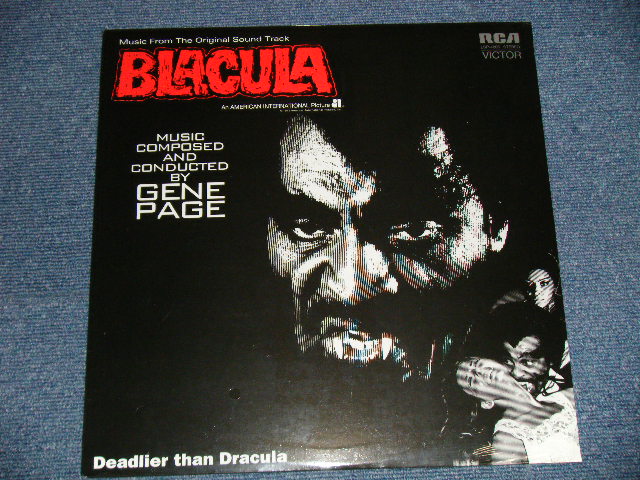 Music From The Original Sound Track
BLACULA
An AMERICAN INTERNATIONAL Picture
MUSIC
COMPOSED
AND
CONDUCTED
BY
GENE
PAGE
RCA
VICTOR
Deadlier than Dracula